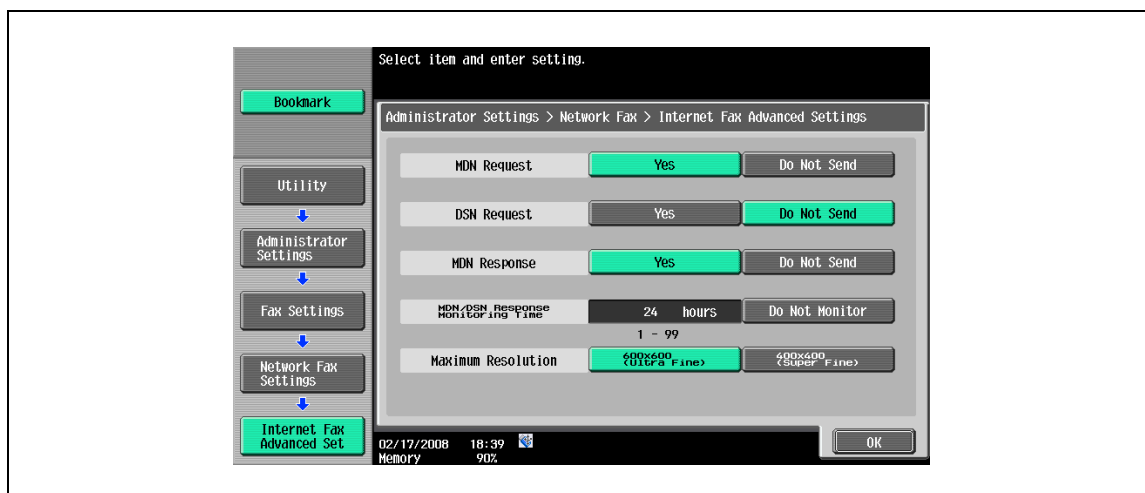 Select item and enter setting.
Bookmark
Administrator Settings > Network Fax > Internet Fax Advanced Settings
MDN Request
Yes
Do Not Send
Utility
DSN Request
Yes
Do Not Send
Administrator
Settings
MDN Response
Yes
Do Not Send
Fax Settings
MDN/DSN Response
Monitoring Time
24 hours
Do Not Monitor
1 - 99
Network Fax
Settings
Maximum Resolution
600x600
(Ultra Fine)
400x400
(Super Fine)
Internet Fax
Advanced Set
02/17/2008 18:39
Memory 90%
OK